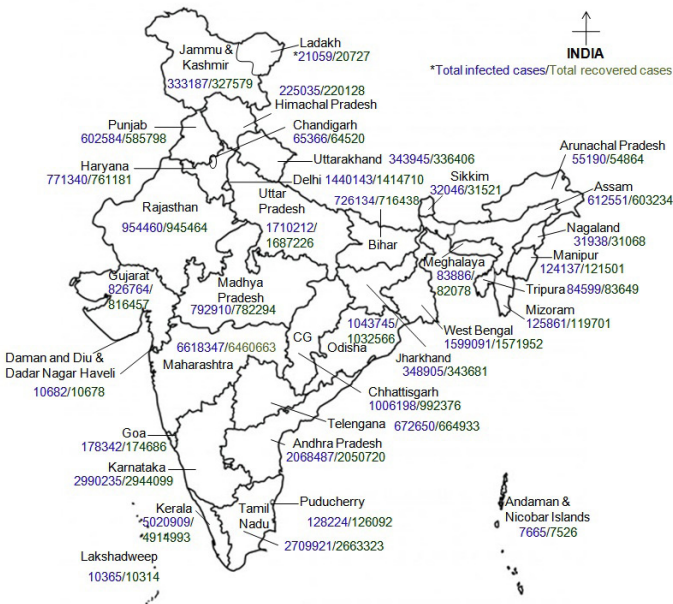 Ladakh
*21059/20727
Jammu &
Kashmir
333187/327579
INDIA
*Total infected cases/Total recovered cases
225035/220128
Himachal Pradesh
Punjab
602584/585798
Chandigarh
65366/64520
Haryana
771340/761181
Uttarakhand 343945/336406
Arunachal Pradesh
55190/54864
Delhi 1440143/1414710
Sikkim
32046/31521
Assam
612551/603234
Rajasthan
954460/945464
Uttar
Pradesh
1710212/
1687226
726134/716438
Bihar
Nagaland
31938/31068
Manipur
124137/121501
Meghalaya
83886/
82078
Tripura 84599/83649
Mizoram
125861/119701
Gujarat
826764/
816457
Madhya
Pradesh
792910/782294
West Bengal
1599091/1571952
1043745/
1032566
Odisha
CG
6618347/6460663
Maharashtra
Jharkhand
348905/343681
Daman and Diu &
Dadar Nagar Haveli
10682/10678
Chhattisgarh
1006198/992376
Telengana
672650/664933
Goa
178342/174686
Andhra Pradesh
2068487/2050720
Karnataka
2990235/2944099
Kerala
5020909/
4914993
Tamil
Nadu
2709921/2663323
Puducherry
128224/126092
Andaman &
Nicobar Islands
7665/7526
Lakshadweep
10365/10314